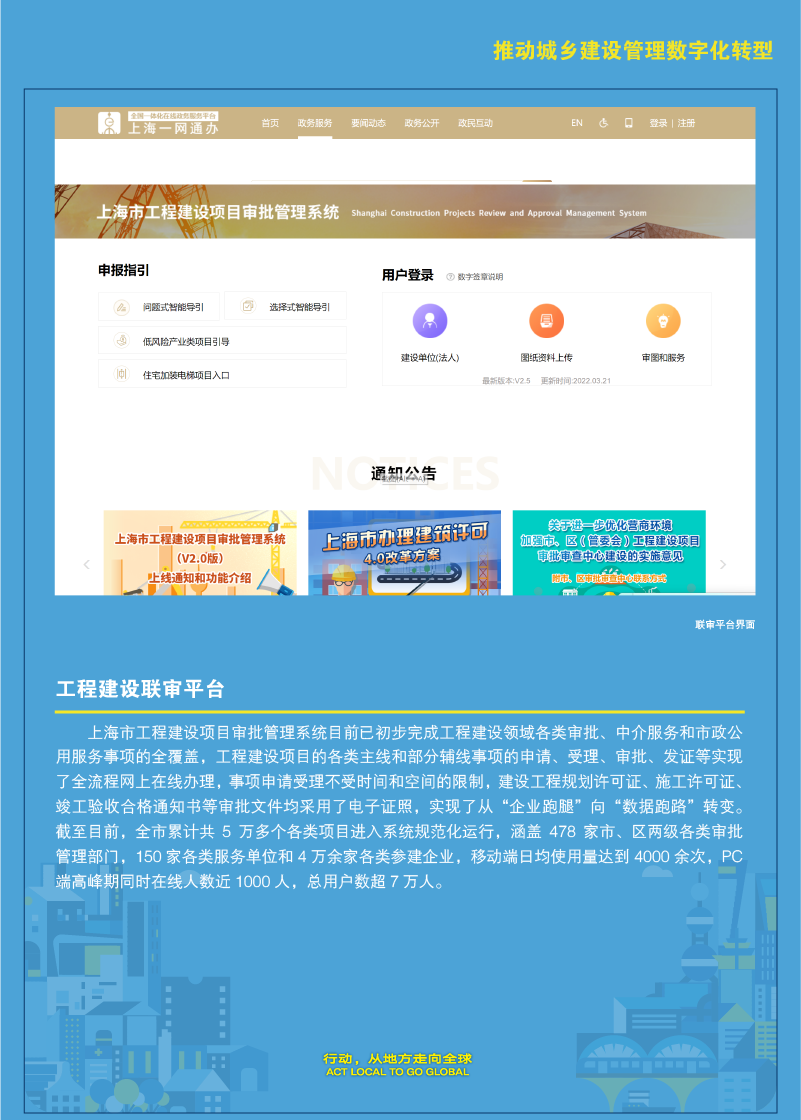 推动城乡建设管理数字化转型
全国一体化在线政务服务平台
上海一网通办
首页 政务服务 要闻动态 政务公开 政民互动 EN 登录 | 注册
上海市工程建设项目审批管理系统 Shanghai Construction Projects Review and Approval Management System
申报指引
问题式智能导引 选择式智能导引
低风险产业类项目引导
住宅加装电梯项目入口
用户登录 ? 数字签章说明
建设单位(法人) 图纸资料上传 审图和服务
最新版本:V2.5 更新时间:2022.03.21
NOTICES
通知公告
上海市工程建设项目审批管理系统
(V2.0版)
上线通知和功能介绍
上海市办理建筑许可
4.0改革方案
关于进一步优化营商环境
加强市、区（管委会）工程建设项目
审批审查中心建设的实施意见
附市、区审批审查中心联系方式
联审平台界面
工程建设联审平台
上海市工程建设项目审批管理系统目前已初步完成工程建设领域各类审批、中介服务和市政公
用服务事项的全覆盖，工程建设项目的各类主线和部分辅线事项的申请、受理、审批、发证等实现
了全流程网上在线办理，事项申请受理不受时间和空间的限制，建设工程规划许可证、施工许可证、
竣工验收合格通知书等审批文件均采用了电子证照，实现了从“企业跑腿”向“数据跑路”转变。
截至目前，全市累计共 5 万多个各类项目进入系统规范化运行，涵盖 478 家市、区两级各类审批
管理部门，150 家各类服务单位和 4 万余家各类参建企业，移动端日均使用量达到 4000 余次，PC
端高峰期同时在线人数近 1000 人，总用户数超 7 万人。
行动，从地方走向全球
ACT LOCAL TO GO GLOBAL